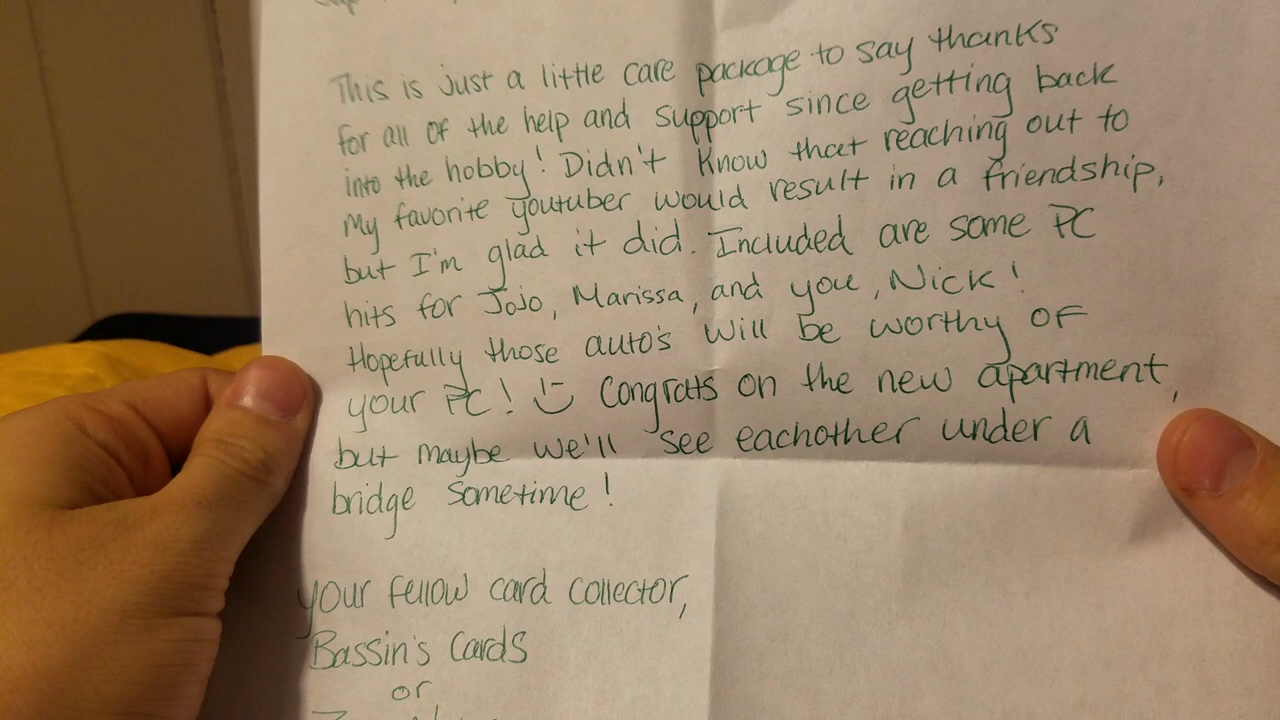 This is just a little care package to say thanks
for all of the help and support since getting back
into the hobby! Didn't know that reaching out to
my favorite youtuber would result in a friendship,
but I'm glad it did. Included are some PC
hits for Jojo, Marissa, and you, Nick!
Hopefully those auto's will be worthy of
your PC! :) Congrats on the new apartment,
but maybe we'll see eachother under a
bridge sometime!
your fellow card collector,
Bassin's Cards
or